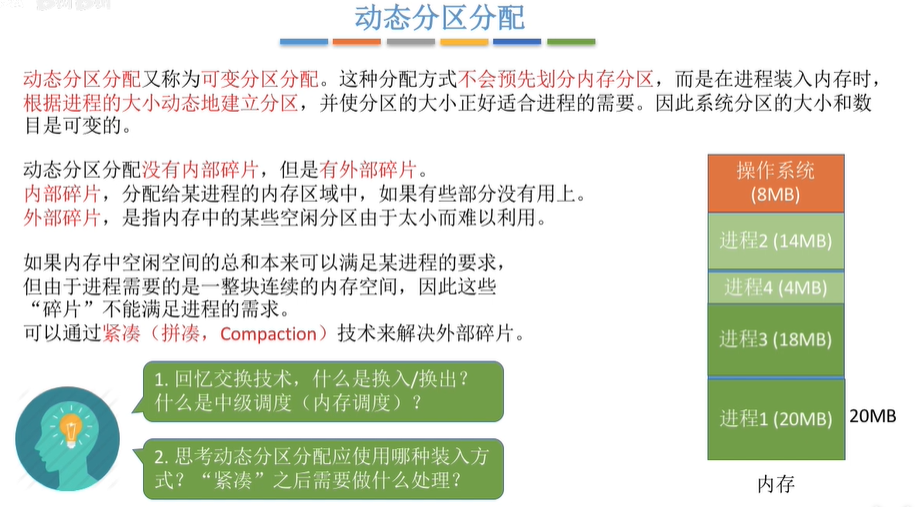 动态分区分配
动态分区分配又称为可变分区分配。这种分配方式不会预先划分内存分区，而是在进程装入内存时，
根据进程的大小动态地建立分区，并使分区的大小正好适合进程的需要。因此系统分区的大小和数
目是可变的。
动态分区分配没有内部碎片，但是有外部碎片。
内部碎片，分配给某进程的内存区域中，如果有些部分没有用上。
外部碎片，是指内存中的某些空闲分区由于太小而难以利用。
如果内存中空闲空间的总和本来可以满足某进程的要求，
但由于进程需要的是一整块连续的内存空间，因此这些
“碎片”不能满足进程的需求。
可以通过紧凑（拼凑，Compaction）技术来解决外部碎片。
1. 回忆交换技术，什么是换入/换出？
什么是中级调度（内存调度）？
2. 思考动态分区分配应使用哪种装入方
式？“紧凑”之后需要做什么处理？
操作系统
(8MB)
进程2 (14MB)
进程4 (4MB)
进程3 (18MB)
进程1 (20MB)
20MB
内存